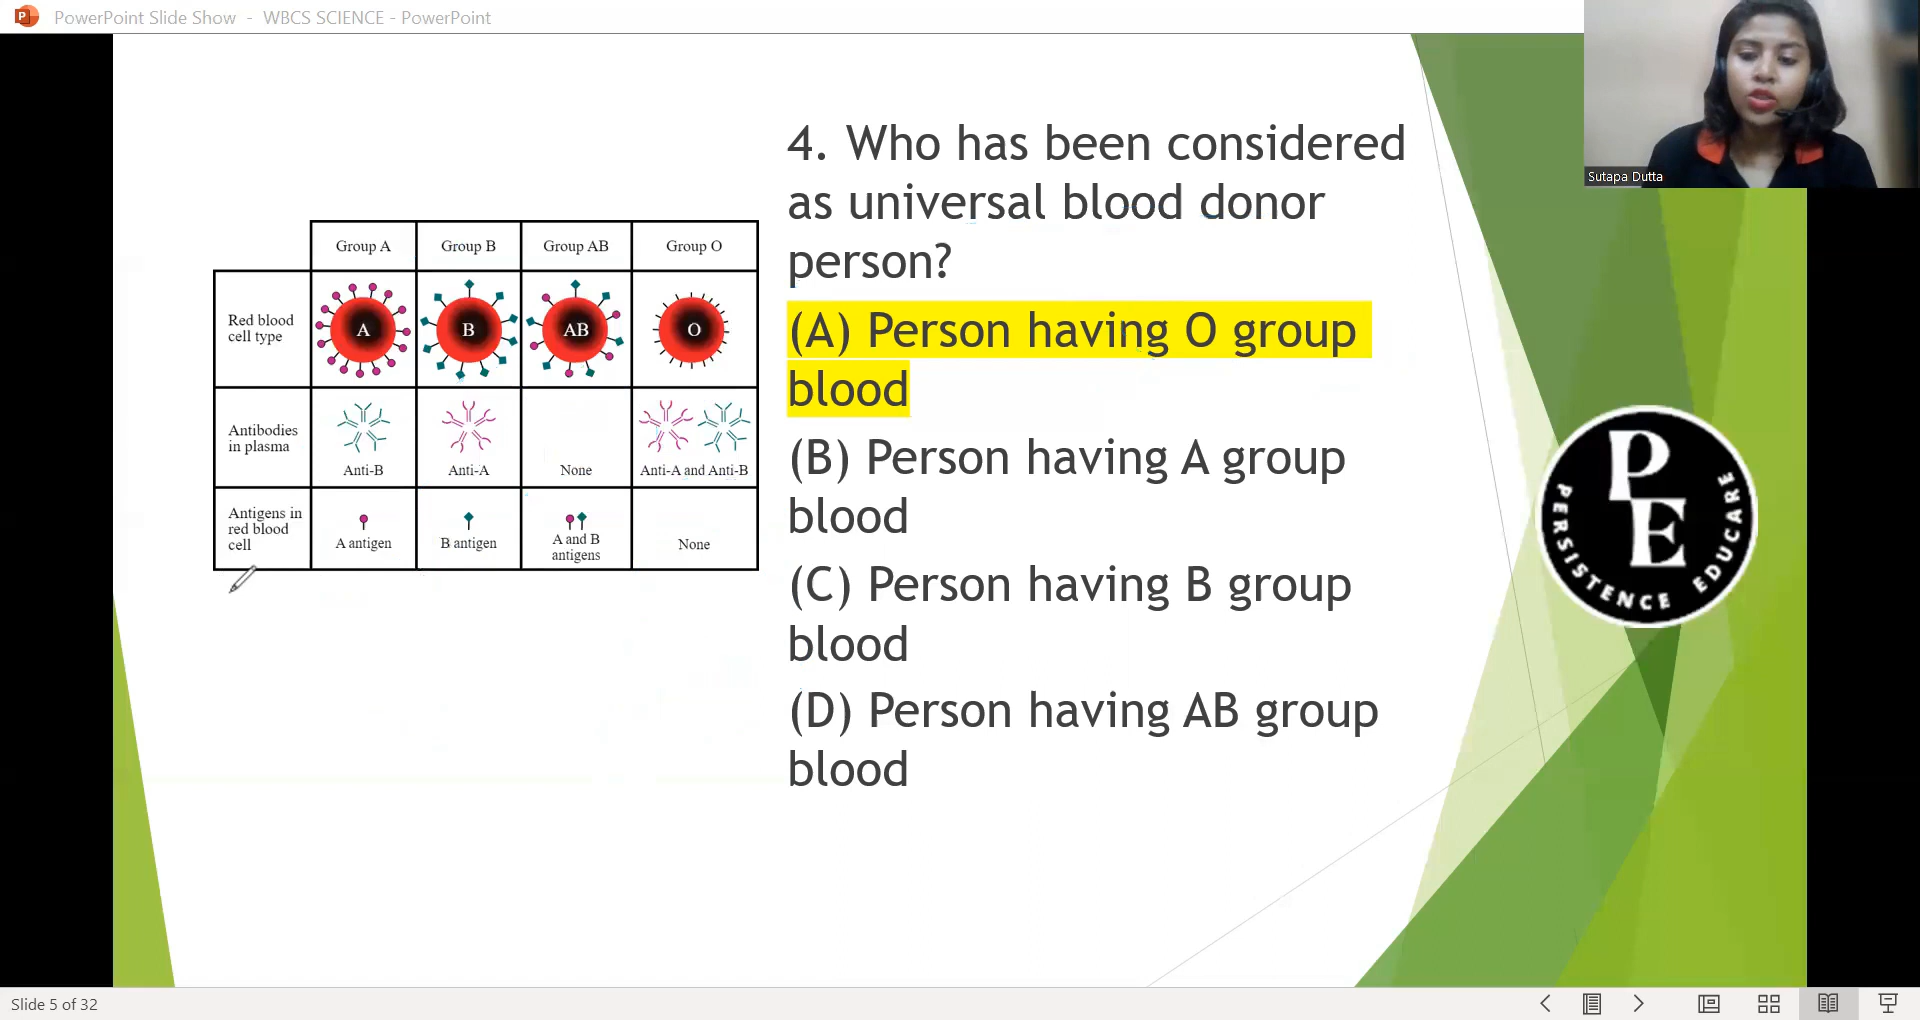 PowerPoint Slide Show - WBCS SCIENCE - PowerPoint
Sutapa Dutta
Group A Group B Group AB Group O
Red blood
cell type
A B AB O
Antibodies
in plasma
Anti-B Anti-A None Anti-A and Anti-B
Antigens in
red blood
cell
A antigen B antigen A and B
antigens None
4. Who has been considered
as universal blood donor
person?
(A) Person having O group
blood
(B) Person having A group
blood
(C) Person having B group
blood
(D) Person having AB group
blood
PE
PERSISTENCE EDUCARE
Slide 5 of 32